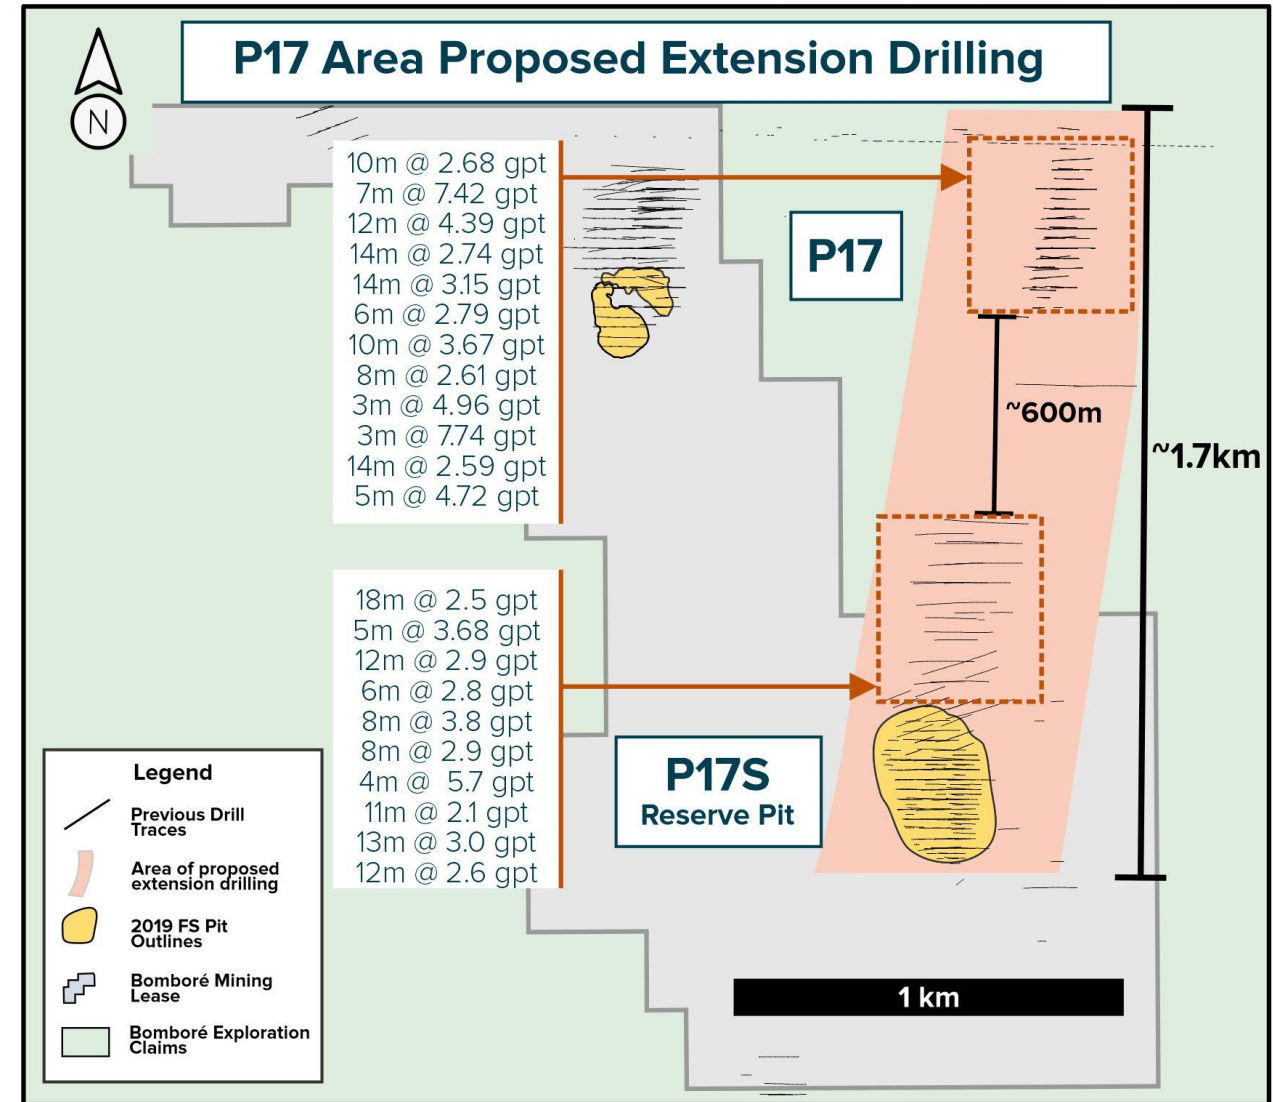 P17 Area Proposed Extension Drilling
N
10m @ 2.68 gpt
7m @ 7.42 gpt
12m @ 4.39 gpt
14m @ 2.74 gpt
14m @ 3.15 gpt
6m @ 2.79 gpt
10m @ 3.67 gpt
8m @ 2.61 gpt
3m @ 4.96 gpt
3m @ 7.74 gpt
14m @ 2.59 gpt
5m @ 4.72 gpt
P17
~600m
~1.7km
18m @ 2.5 gpt
5m @ 3.68 gpt
12m @ 2.9 gpt
6m @ 2.8 gpt
8m @ 3.8 gpt
8m @ 2.9 gpt
4m @ 5.7 gpt
11m @ 2.1 gpt
13m @ 3.0 gpt
12m @ 2.6 gpt
P17S
Reserve Pit
Legend
Previous Drill
Traces
Area of proposed
extension drilling
2019 FS Pit
Outlines
Bomboré Mining
Lease
Bomboré Exploration
Claims
1 km